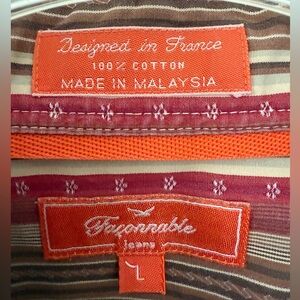 Designed in France
100% COTTON
MADE IN MALAYSIA
Façonnable
jeans
L